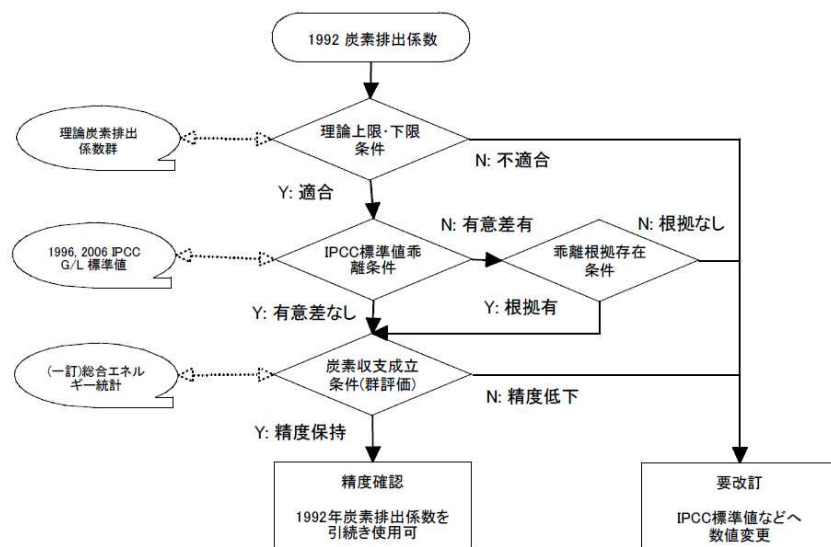 1992 炭素排出係数
理論炭素排出
係数群
理論上限・下限
条件
N: 不適合
Y: 適合
1996, 2006 IPCC
G/L 標準値
IPCC標準値乖
離条件
N: 有意差有
乖離根拠存在
条件
N: 根拠なし
Y: 有意差なし
Y: 根拠有
(一訂)総合エネル
ギー統計
炭素収支成立
条件(群評価)
N: 精度低下
Y: 精度保持
精度確認
1992年炭素排出係数を
引続き使用可
要改訂
IPCC標準値などへ
数値変更